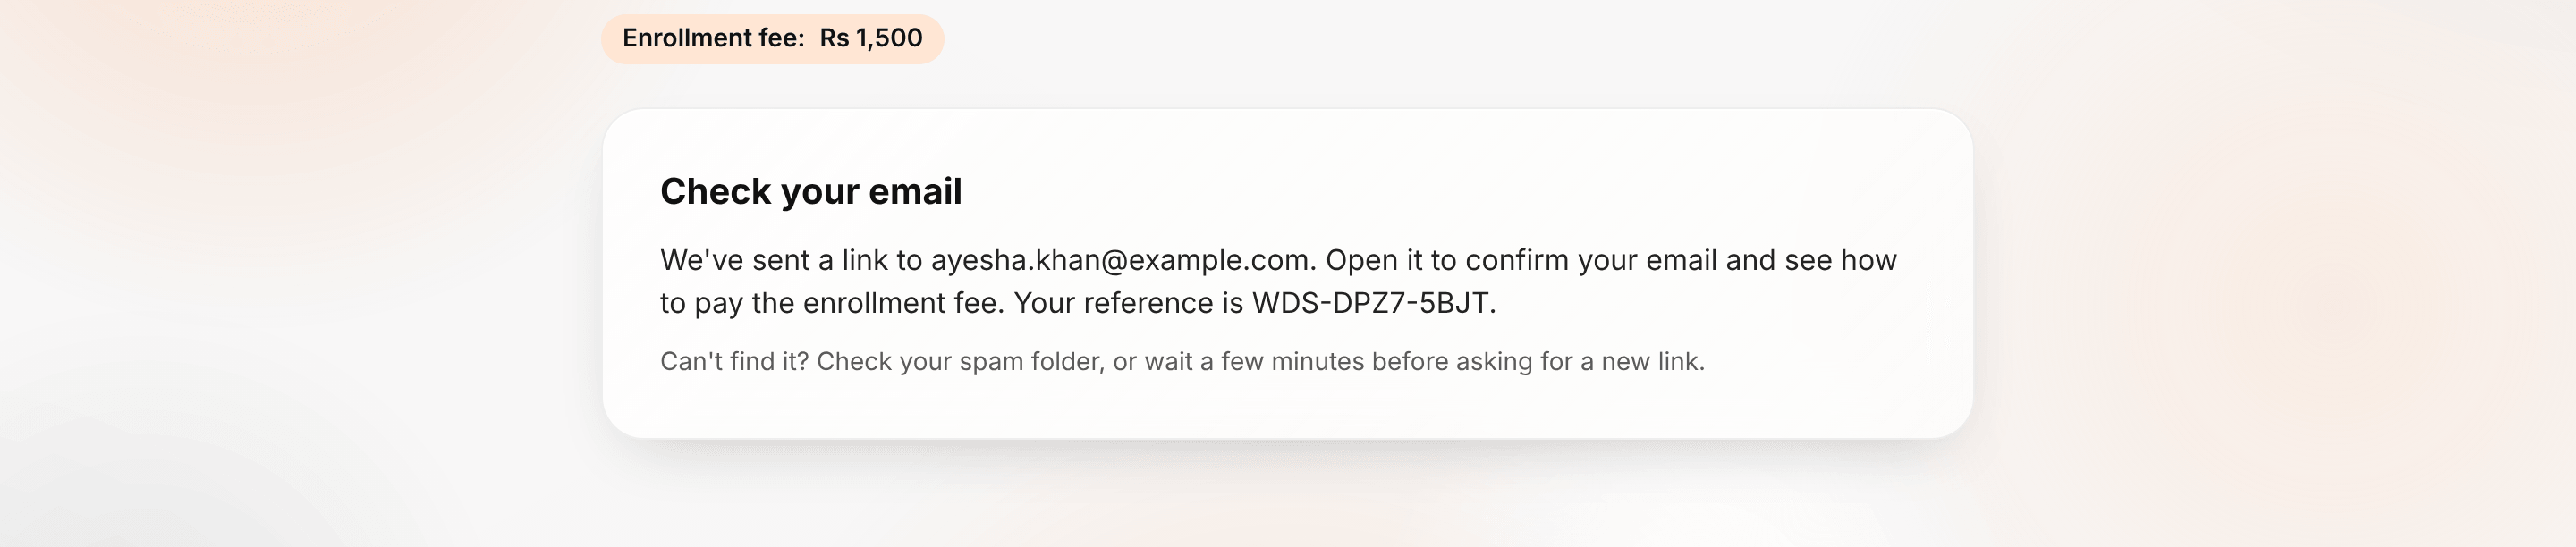 Enrollment fee: Rs 1,500
Check your email
We've sent a link to ayesha.khan@example.com. Open it to confirm your email and see how
to pay the enrollment fee. Your reference is WDS-DPZ7-5BJT.
Can't find it? Check your spam folder, or wait a few minutes before asking for a new link.